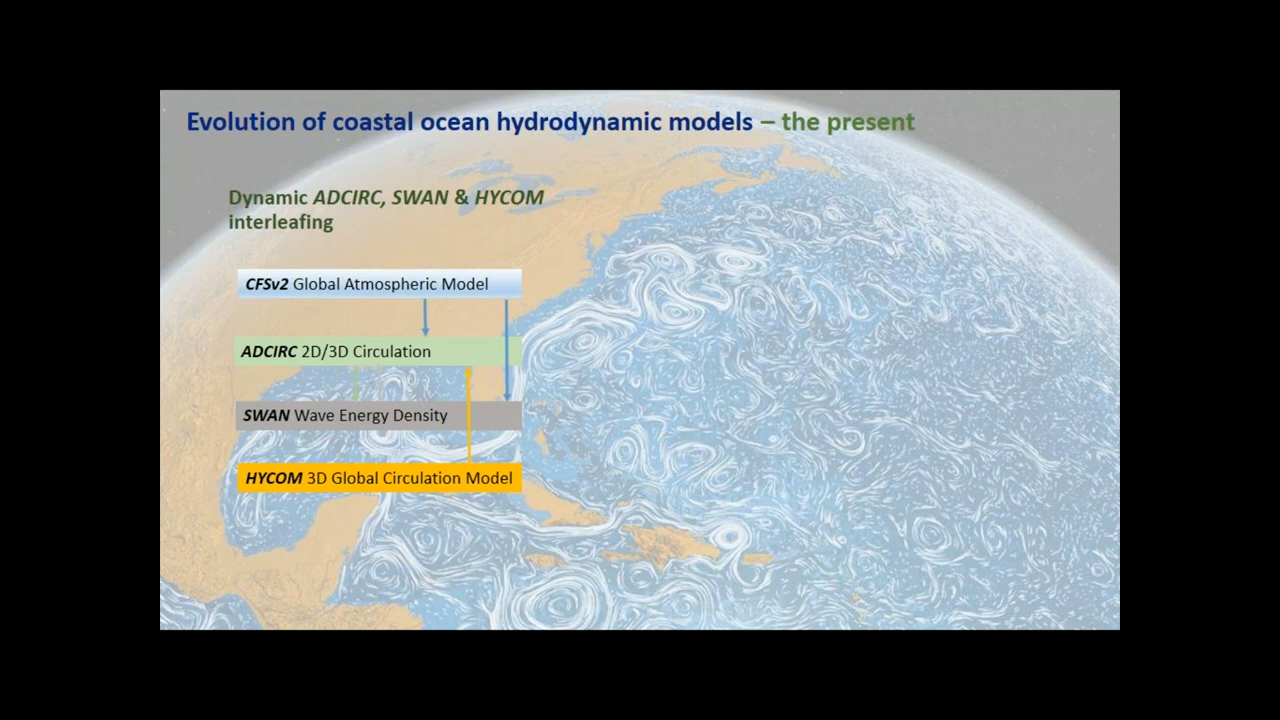 Evolution of coastal ocean hydrodynamic models – the present
Dynamic ADCIRC, SWAN & HYCOM
interleafing
CFSv2 Global Atmospheric Model
ADCIRC 2D/3D Circulation
SWAN Wave Energy Density
HYCOM 3D Global Circulation Model